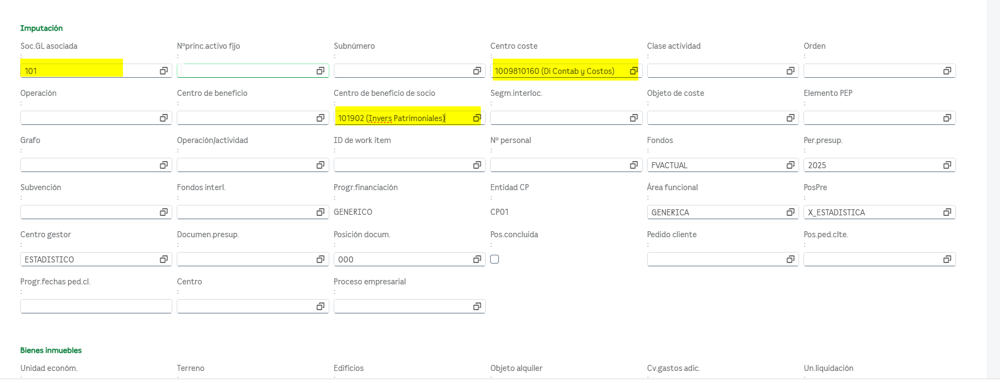 Imputación
Soc.GL asociada Nºprinc.activo fijo Subnúmero Centro coste Clase actividad Orden
: : : : : :
101 1009810160 (Di Contab y Costos)
Operación Centro de beneficio Centro de beneficio de socio Segm.interloc. Objeto de coste Elemento PEP
: : : : : :
101902 (Invers Patrimoniales)
Grafo Operación/actividad ID de work item Nº personal Fondos Per.presup.
: : : : : :
FVACTUAL 2025
Subvención Fondos interl. Progr.financiación Entidad CP Área funcional PosPre
: : : : : :
GENERICO CP01 GENERICA X_ESTADISTICA
Centro gestor Documen.presup. Posición docum. Pos.concluida Pedido cliente Pos.ped.clte.
: : : : : :
ESTADISTICO 000
Progr.fechas ped.cl. Centro Proceso empresarial
: : :
Bienes inmuebles
Unidad económ. Terreno Edificios Objeto alquiler Cv.gastos adic. Un.liquidación
: : : : : :